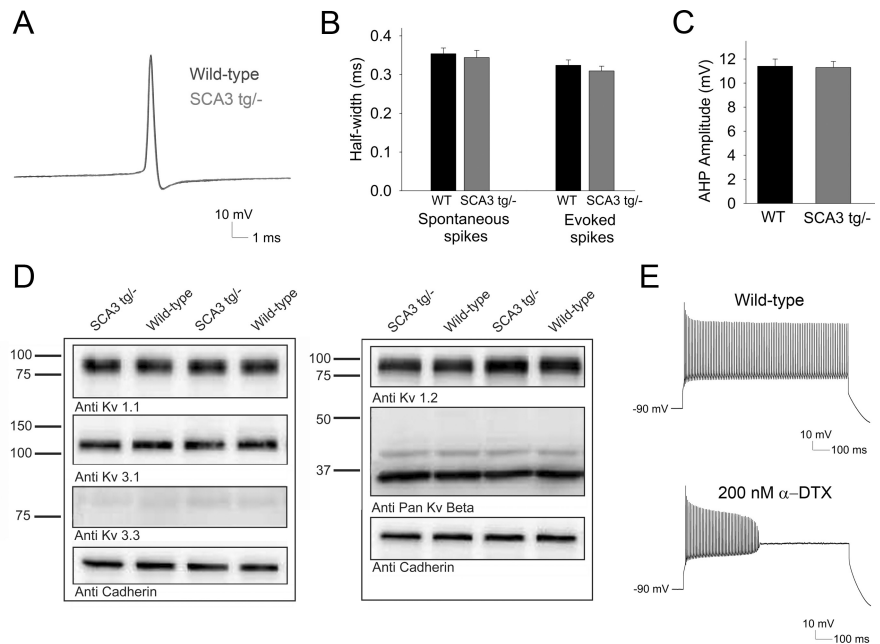 A
Wild-type
SCA3 tg/-
10 mV
1 ms
B
Half-width (ms)
0.4
0.3
0.2
0.1
0.0
WT SCA3 tg/-
WT SCA3 tg/-
Spontaneous
spikes
Evoked
spikes
C
AHP Amplitude (mV)
12
10
8
6
4
2
0
WT
SCA3 tg/-
D
SCA3 tg/-
Wild-type
SCA3 tg/-
Wild-type
100
75
Anti Kv 1.1
150
100
Anti Kv 3.1
75
Anti Kv 3.3
Anti Cadherin
SCA3 tg/-
Wild-type
SCA3 tg/-
Wild-type
100
75
Anti Kv 1.2
50
37
Anti Pan Kv Beta
Anti Cadherin
E
Wild-type
-90 mV
10 mV
100 ms
200 nM α−DTX
-90 mV
10 mV
100 ms